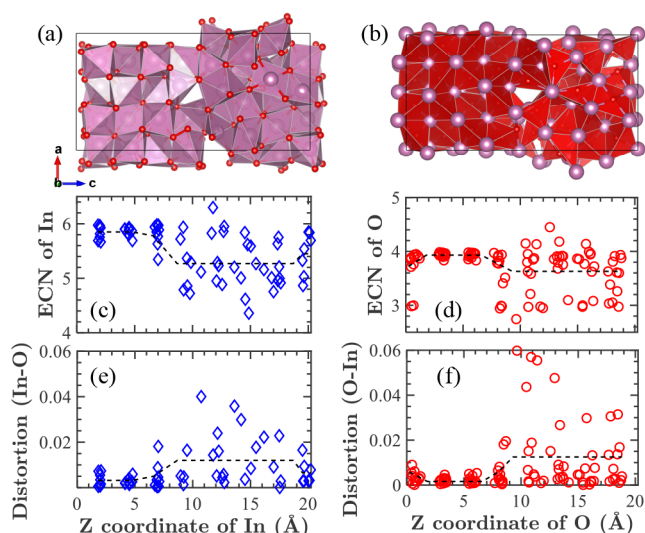 (a)
(b)
a
b
c
6
5
4
ECN of In
(c)
5
4
3
2
ECN of O
(d)
0.06
0.04
0.02
0
5
10
15
20
Distortion (In-O)
(e)
Z coordinate of In (Å)
0.06
0.04
0.02
0
0
5
10
15
20
Distortion (O-In)
(f)
Z coordinate of O (Å)